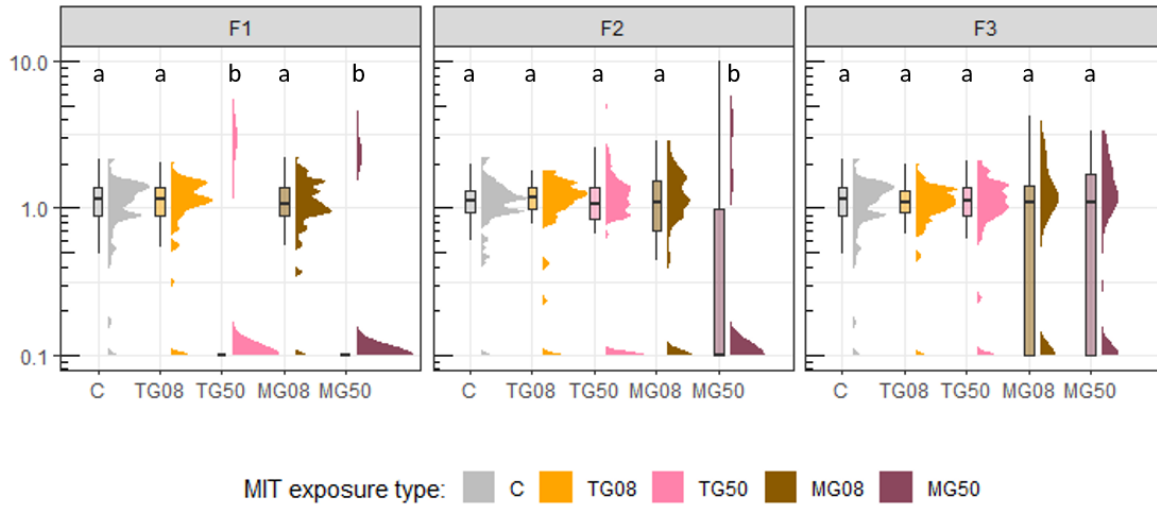 F1 F2 F3
10.0 a a b a b a a a a b a a a a a
1.0
0.1
C TG08 TG50 MG08 MG50 C TG08 TG50 MG08 MG50 C TG08 TG50 MG08 MG50
MIT exposure type: C TG08 TG50 MG08 MG50